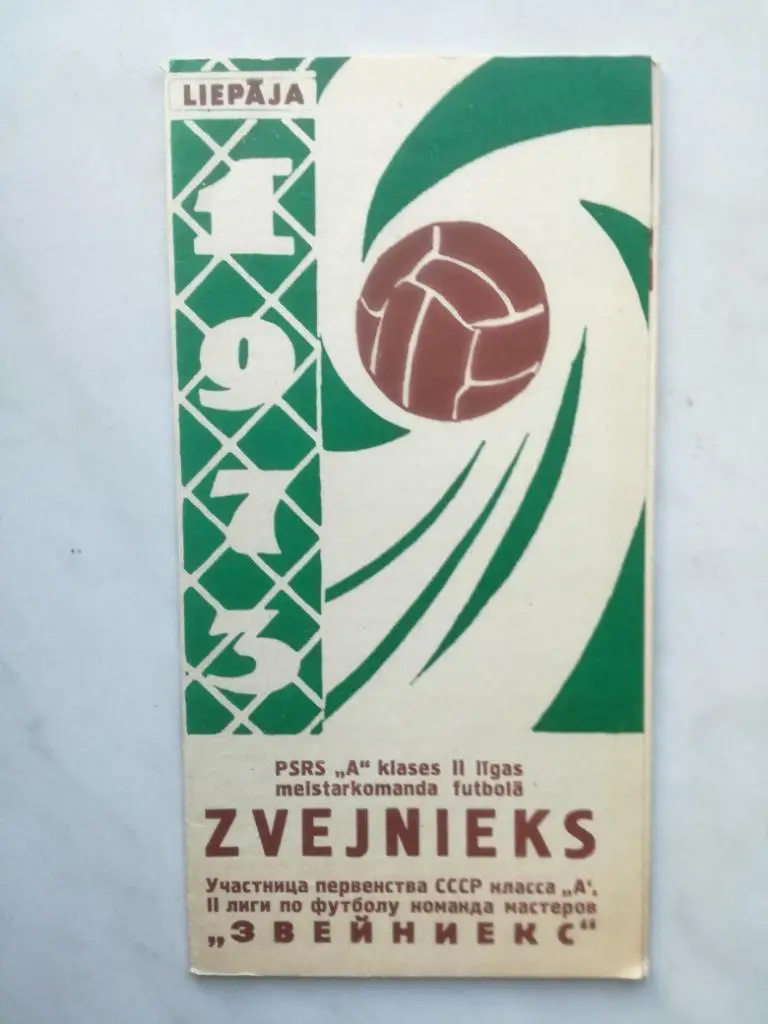 LIEPĀJA
1
9
7
3
PSRS „A" klases II līgas
meistarkomanda futbolā
ZVEJNIEKS
Участница первенства СССР класса „А',
II лиги по футболу команда мастеров
„ЗВЕЙНИЕКС"